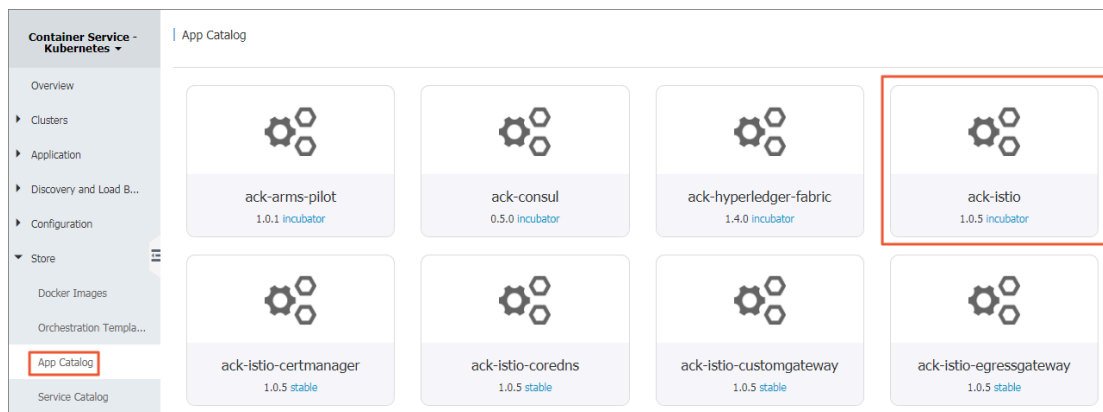 Container Service -
Kubernetes
App Catalog
Overview
Clusters
Application
Discovery and Load B...
Configuration
Store
Docker Images
Orchestration Templa...
App Catalog
Service Catalog
ack-arms-pilot
1.0.1 incubator
ack-consul
0.5.0 incubator
ack-hyperledger-fabric
1.4.0 incubator
ack-istio
1.0.5 incubator
ack-istio-certmanager
1.0.5 stable
ack-istio-coredns
1.0.5 stable
ack-istio-customgateway
1.0.5 stable
ack-istio-egressgateway
1.0.5 stable